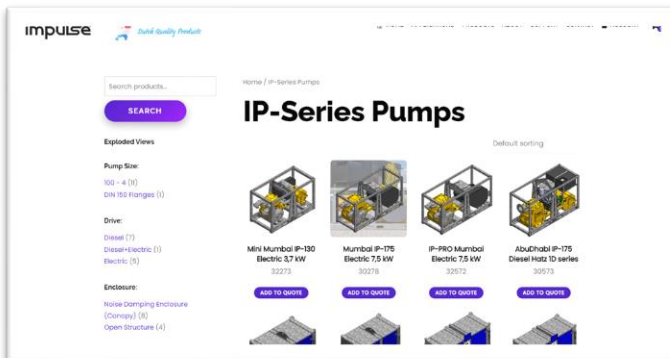 impulse
Dutch Quality Products
Search products...
SEARCH
Exploded Views
Pump Size:
100 - 4 (11)
DIN 150 Flanges (1)
Drive:
Diesel (7)
Diesel+Electric (1)
Electric (5)
Enclosure:
Noise Damping Enclosure
(Canopy) (8)
Open Structure (4)
Home / IP-Series Pumps
IP-Series Pumps
Default sorting
Mini Mumbai IP-130
Electric 3,7 kW
32273
ADD TO QUOTE
Mumbai IP-175
Electric 7,5 kW
30278
ADD TO QUOTE
IP-PRO Mumbai
Electric 7,5 kW
32572
ADD TO QUOTE
AbuDhabi IP-175
Diesel Hatz 1D series
30573
ADD TO QUOTE